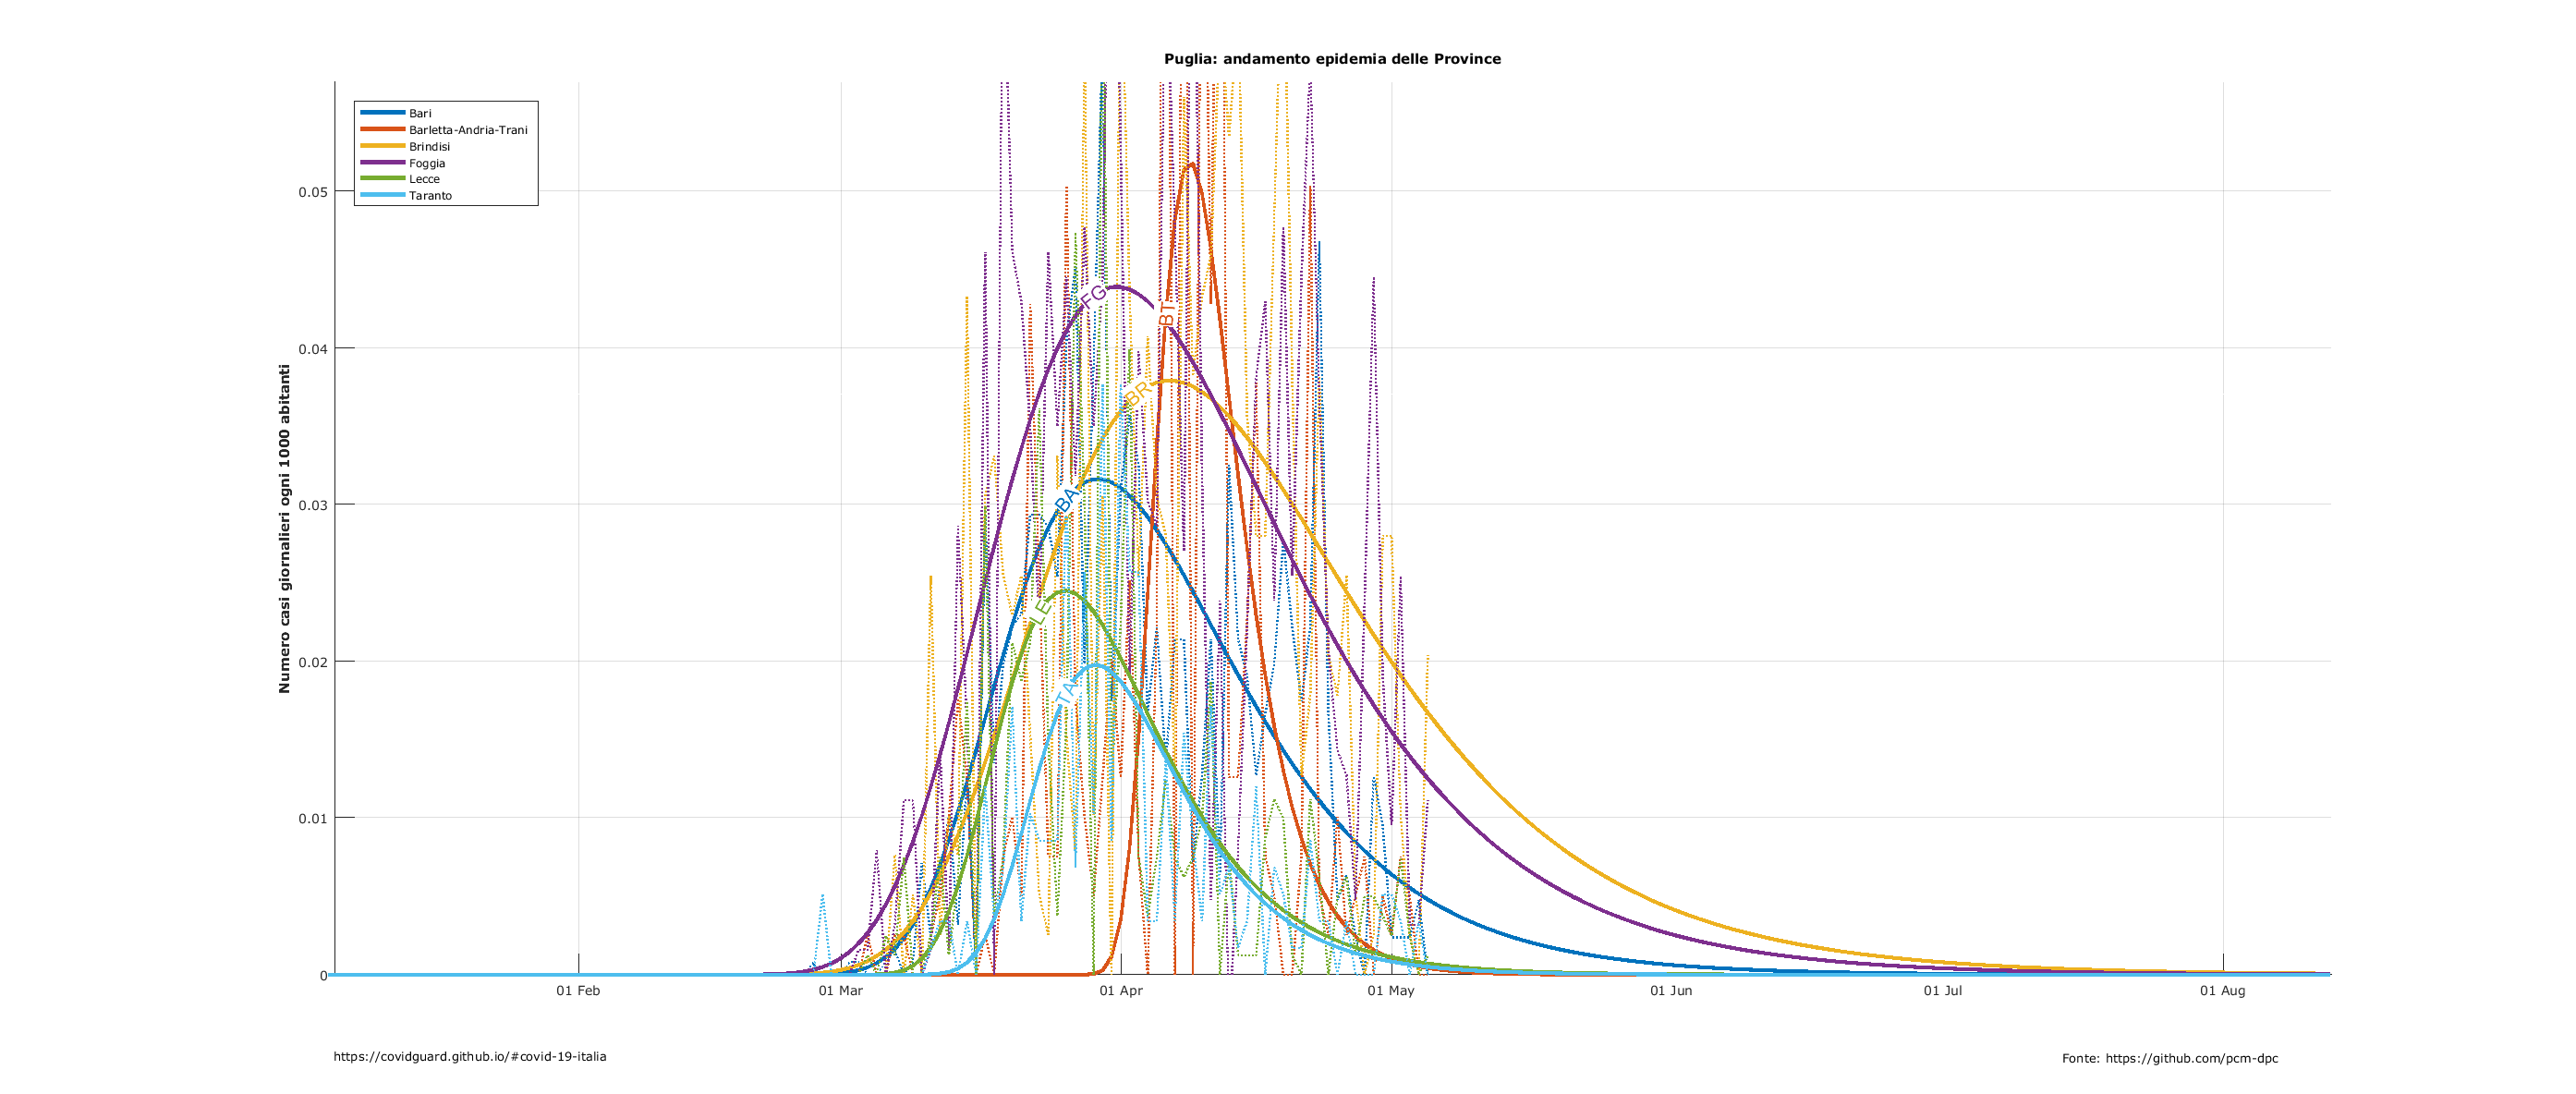 Puglia: andamento epidemia delle Province
Bari
Barletta-Andria-Trani
Brindisi
Foggia
Lecce
Taranto
Numero casi giornalieri ogni 1000 abitanti
0.05
0.04
0.03
0.02
0.01
0
FG
BT
BR
BA
LE
TA
01 Feb
01 Mar
01 Apr
01 May
01 Jun
01 Jul
01 Aug
https://covidguard.github.io/#covid-19-italia
Fonte: https://github.com/pcm-dpc